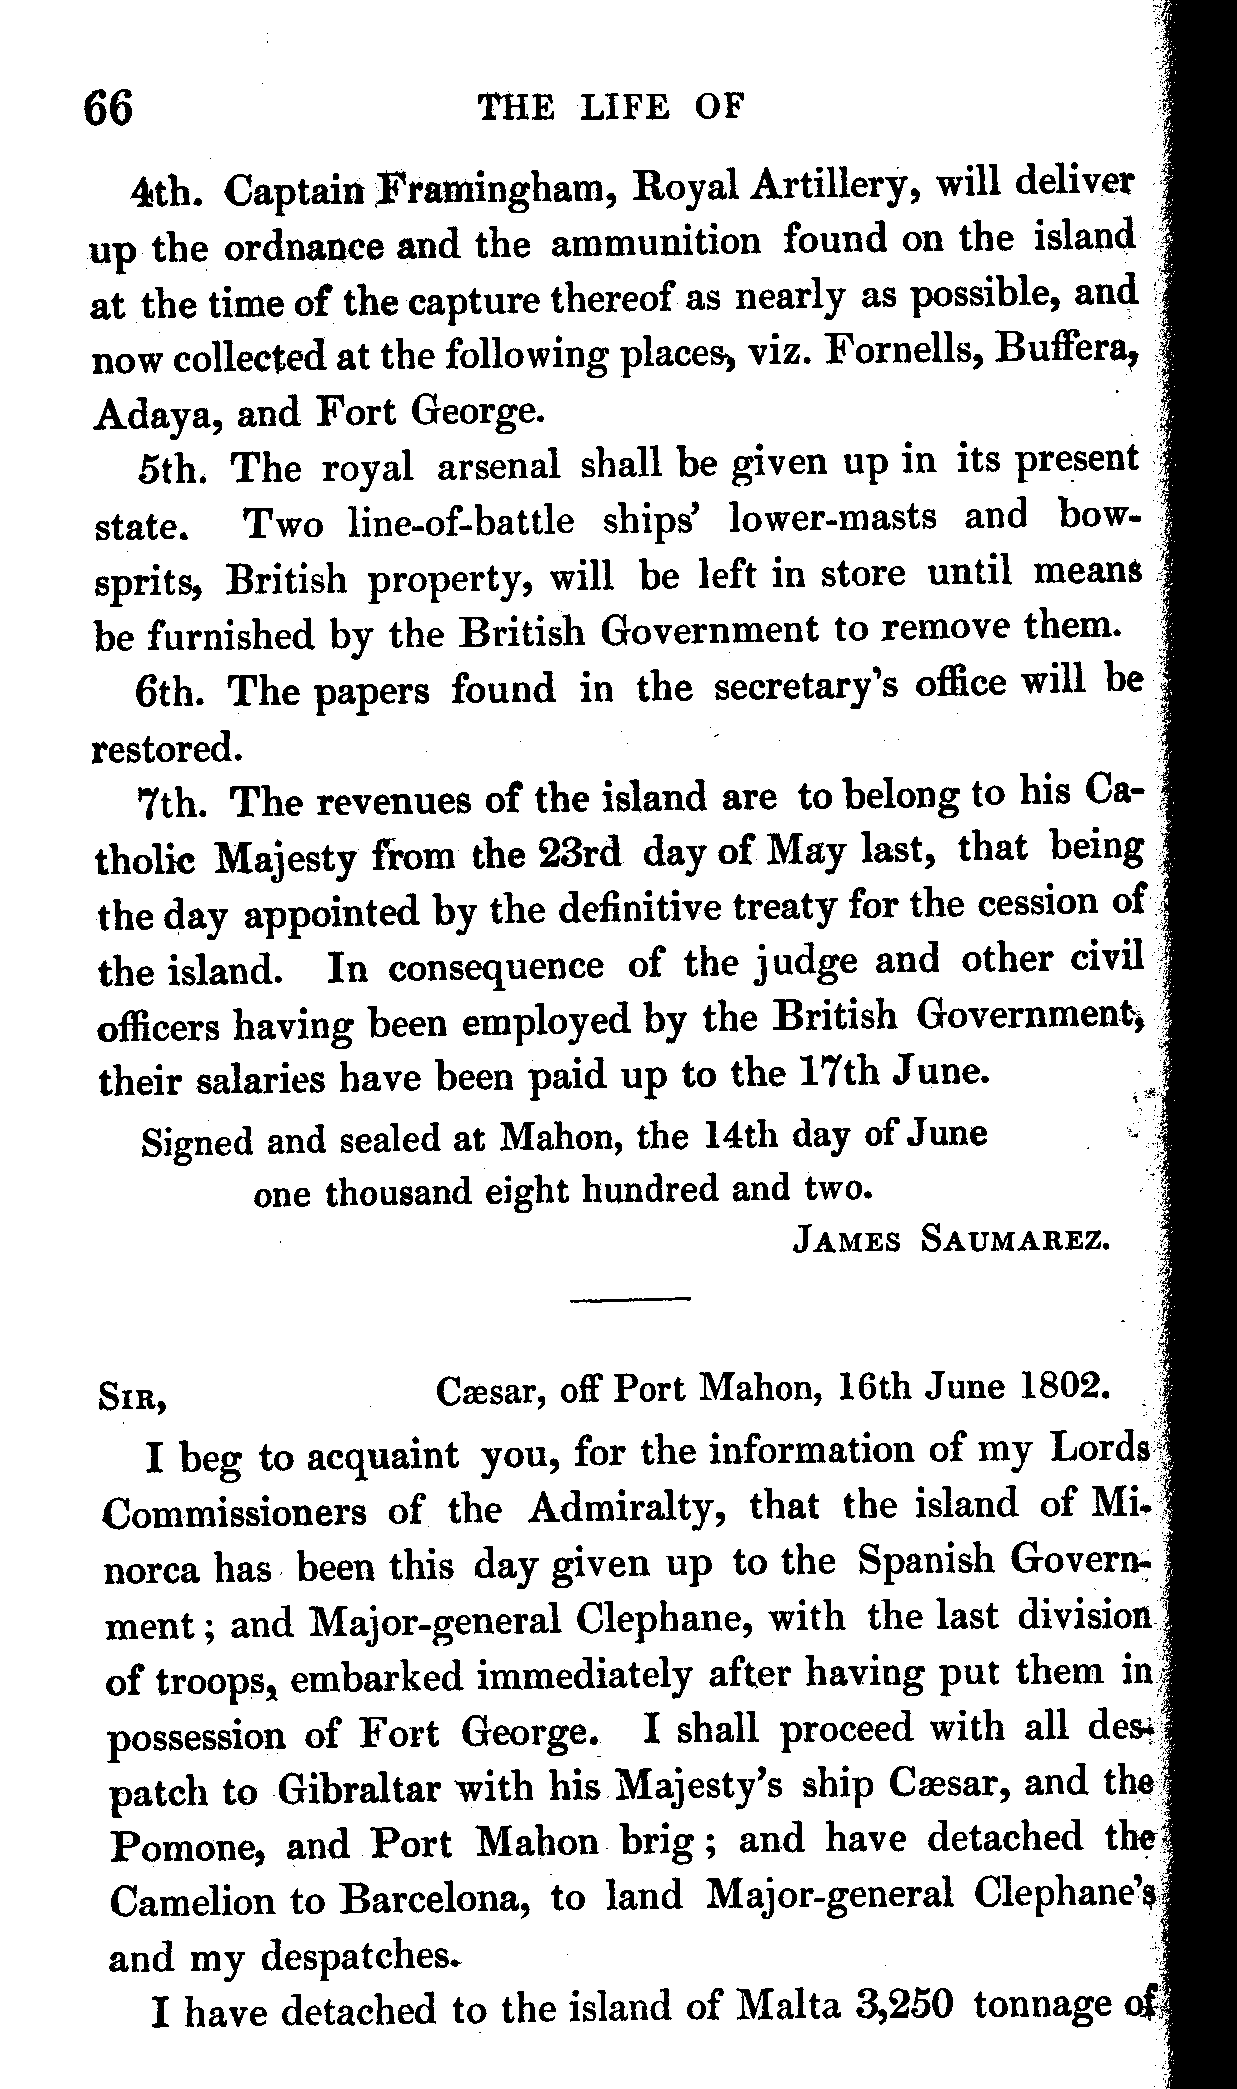 66 THE LIFE OF
4th. Captain Framingham, Royal Artillery, will deliver
up the ordnance and the ammunition found on the island
at the time of the capture thereof as nearly as possible, and
now collected at the following places, viz. Fornells, Buffera,
Adaya, and Fort George.
5th. The royal arsenal shall be given up in its present
state. Two line-of-battle ships' lower-masts and bow-
sprits, British property, will be left in store until means
be furnished by the British Government to remove them.
6th. The papers found in the secretary's office will be
restored.
7th. The revenues of the island are to belong to his Ca-
tholic Majesty from the 23rd day of May last, that being
the day appointed by the definitive treaty for the cession of
the island. In consequence of the judge and other civil
officers having been employed by the British Government,
their salaries have been paid up to the 17th June.
Signed and sealed at Mahon, the 14th day of June
one thousand eight hundred and two.
JAMES SAUMAREZ.
SIR, Cæsar, off Port Mahon, 16th June 1802.
I beg to acquaint you, for the information of my Lords
Commissioners of the Admiralty, that the island of Mi-
norca has been this day given up to the Spanish Govern-
ment; and Major-general Clephane, with the last division
of troops, embarked immediately after having put them in
possession of Fort George. I shall proceed with all des-
patch to Gibraltar with his Majesty's ship Cæsar, and the
Pomone, and Port Mahon brig; and have detached the
Camelion to Barcelona, to land Major-general Clephane's
and my despatches.
I have detached to the island of Malta 3,250 tonnage of